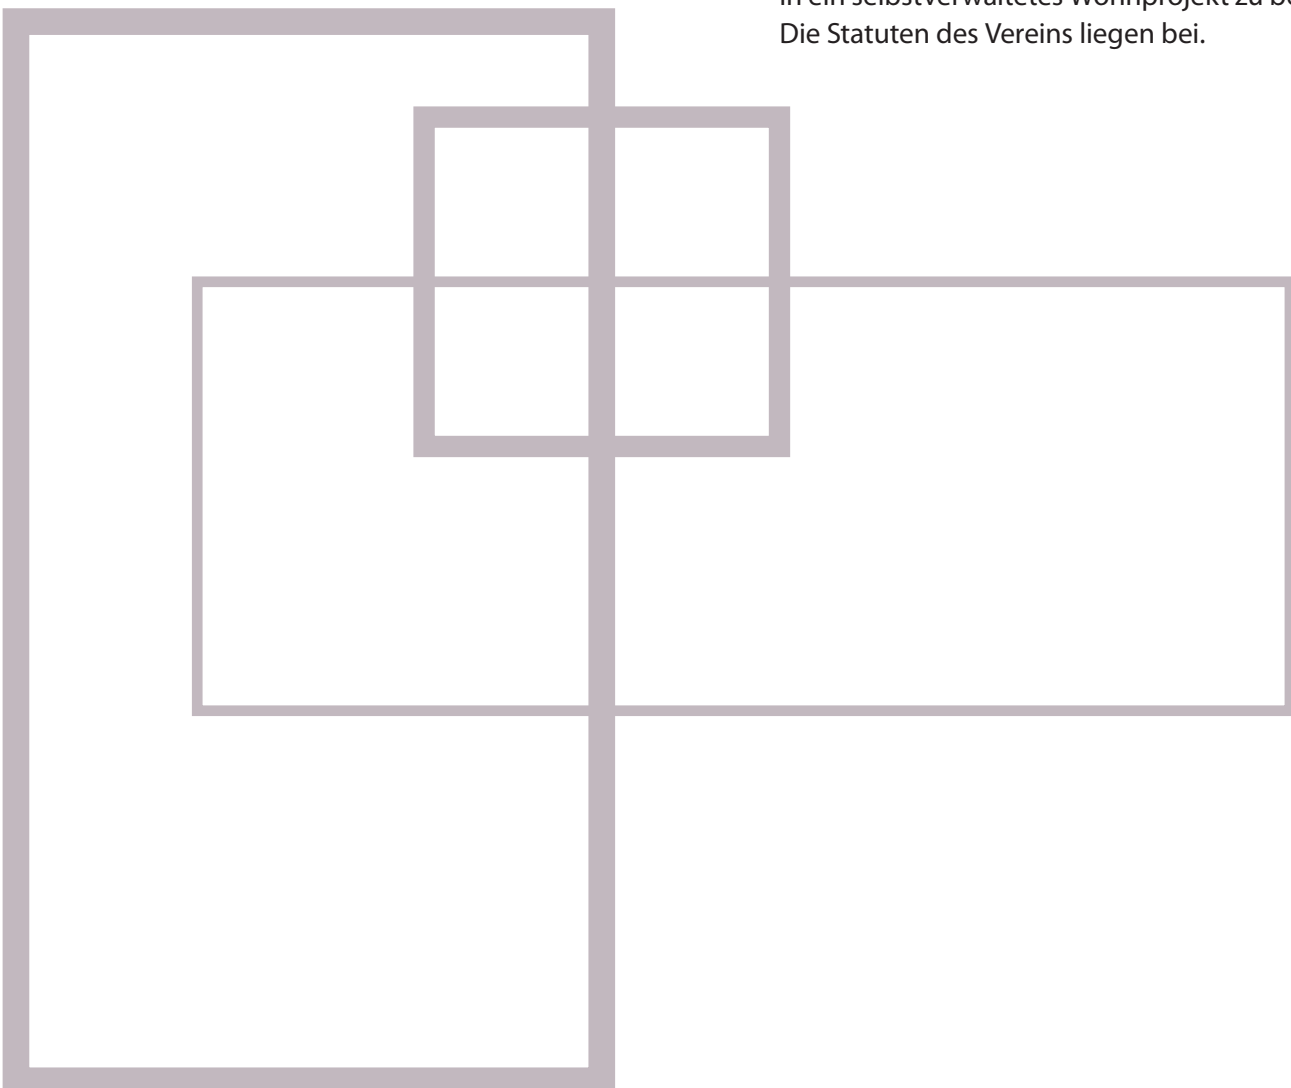 in ein selbstverwaltetes Wohnprojekt zu
Die Statuten des Vereins liegen bei.